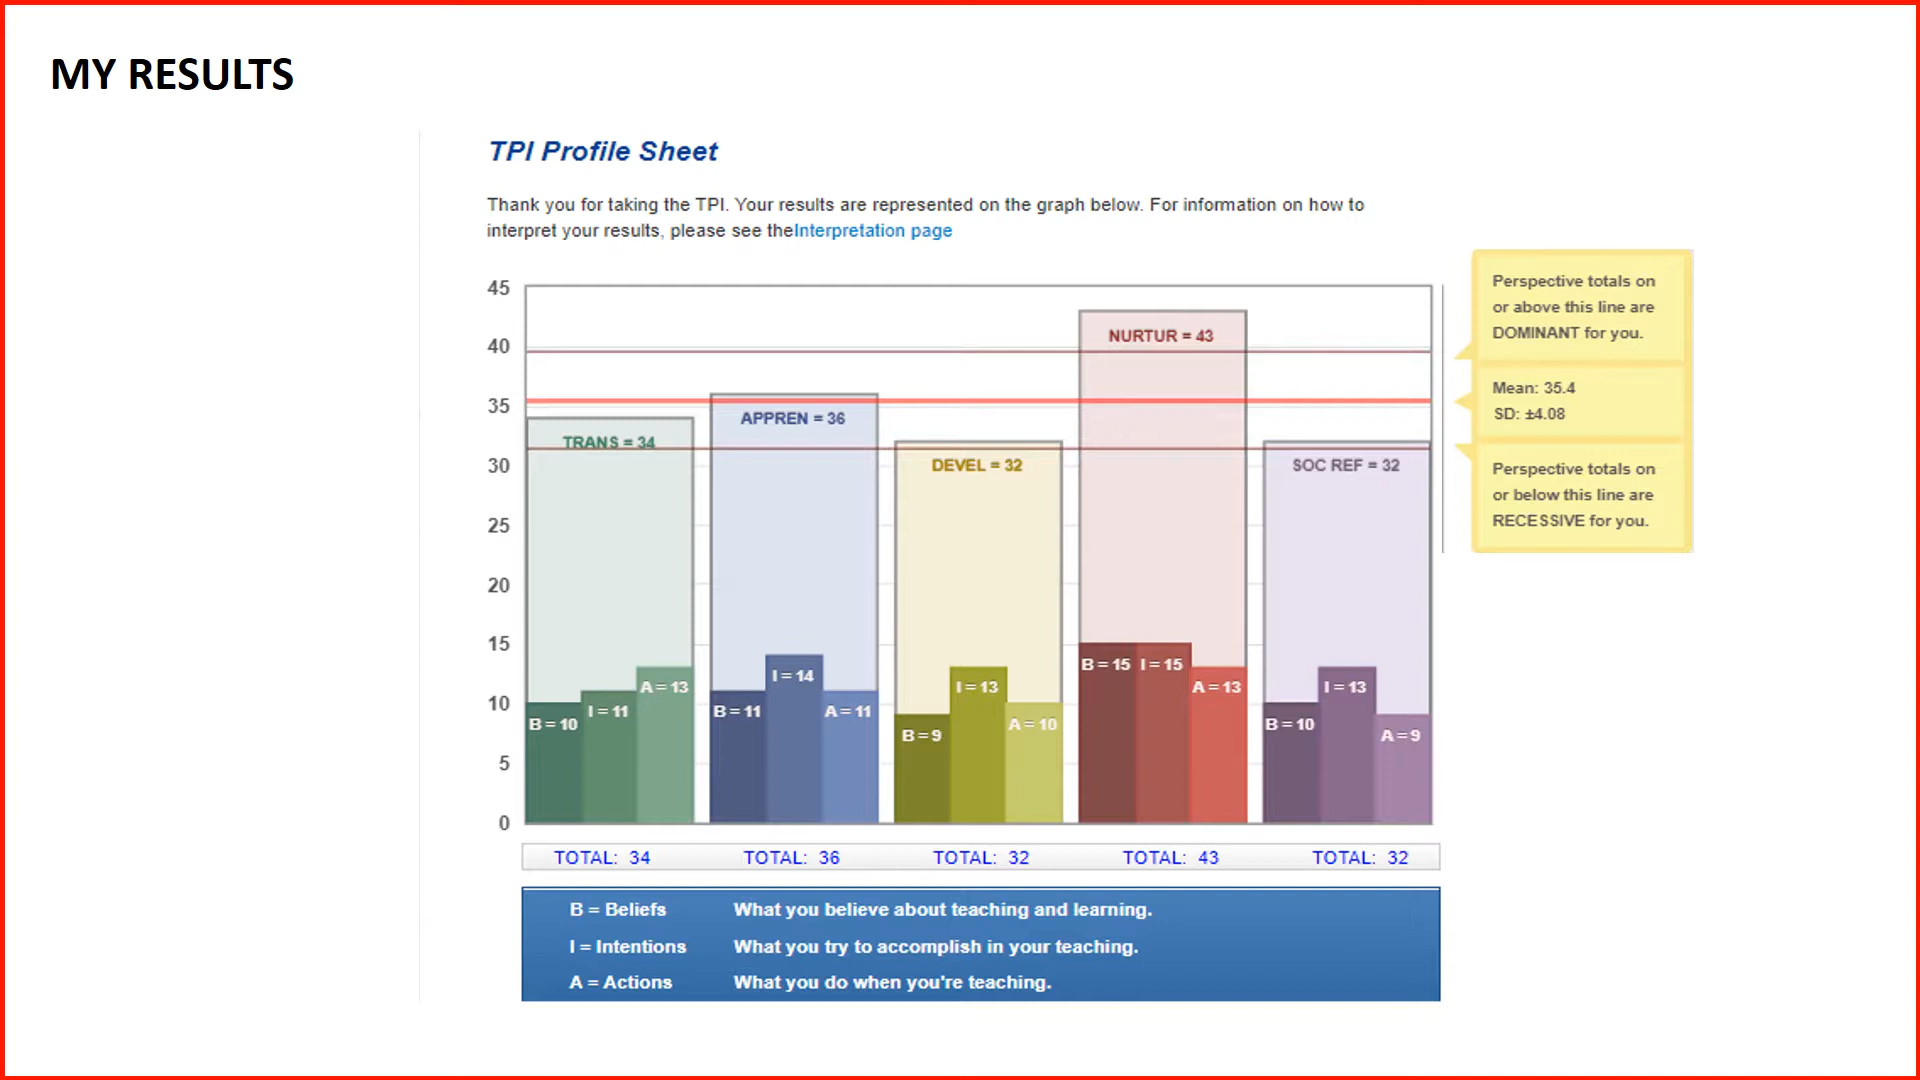 MY RESULTS
TPI Profile Sheet
Thank you for taking the TPI. Your results are represented on the graph below. For information on how to
interpret your results, please see theInterpretation page
45
40
35
30
25
20
15
10
5
0
TRANS = 34
APPREN = 36
DEVEL = 32
NURTUR = 43
SOC REF = 32
B = 10
I = 11
A = 13
B = 11
I = 14
A = 11
B = 9
I = 13
A = 10
B = 15
I = 15
A = 13
B = 10
I = 13
A = 9
Perspective totals on
or above this line are
DOMINANT for you.
Mean: 35.4
SD: ±4.08
Perspective totals on
or below this line are
RECESSIVE for you.
TOTAL: 34 TOTAL: 36 TOTAL: 32 TOTAL: 43 TOTAL: 32
B = Beliefs What you believe about teaching and learning.
I = Intentions What you try to accomplish in your teaching.
A = Actions What you do when you're teaching.